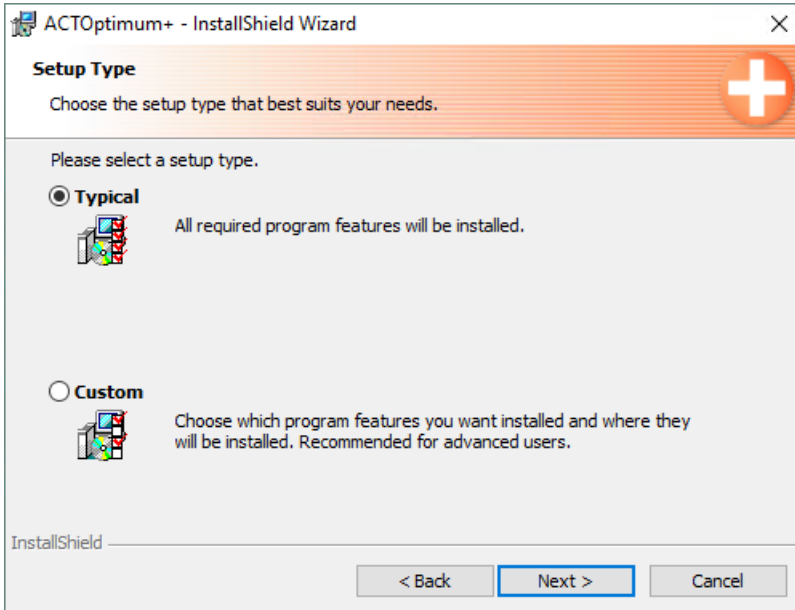 ACTOptimum+ - InstallShield Wizard
Setup Type
Choose the setup type that best suits your needs.
Please select a setup type.
Typical
All required program features will be installed.
Custom
Choose which program features you want installed and where they
will be installed. Recommended for advanced users.
InstallShield
< Back Next > Cancel